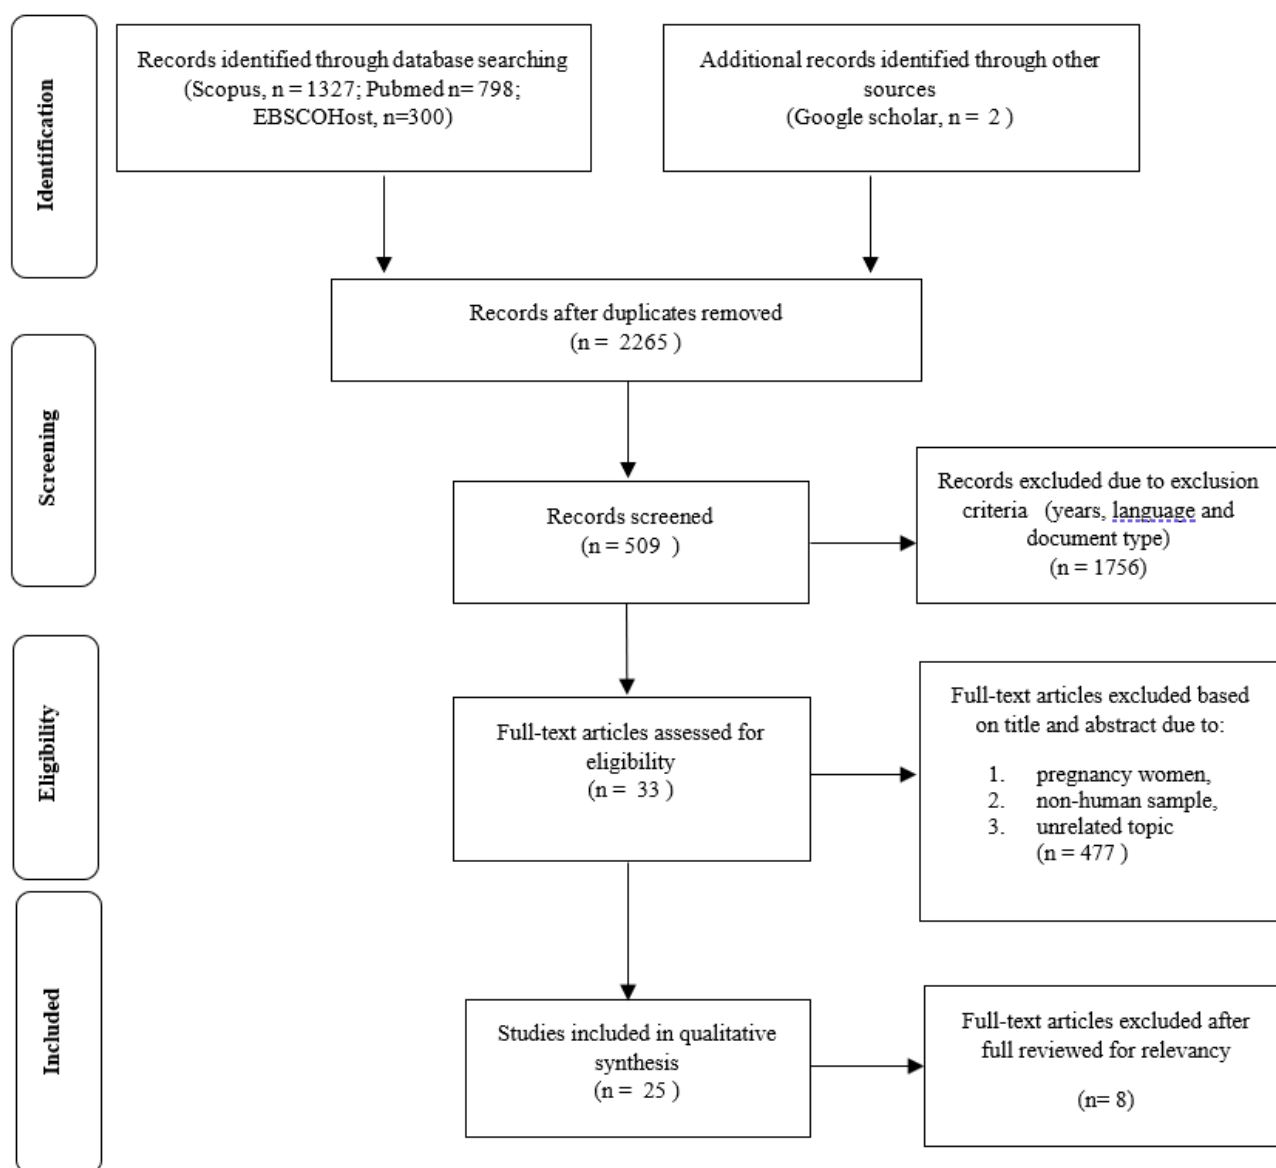 Identification
Records identified through database searching
(Scopus, n = 1327; Pubmed n= 798;
EBSCOHost, n=300)
Additional records identified through other
sources
(Google scholar, n = 2 )
Records after duplicates removed
(n = 2265 )
Screening
Records screened
(n = 509 )
Records excluded due to exclusion
criteria (years, language and
document type)
(n = 1756)
Eligibility
Full-text articles assessed for
eligibility
(n = 33 )
Full-text articles excluded based
on title and abstract due to:
1. pregnancy women,
2. non-human sample,
3. unrelated topic
(n = 477 )
Included
Studies included in qualitative
synthesis
(n = 25 )
Full-text articles excluded after
full reviewed for relevancy
(n= 8)